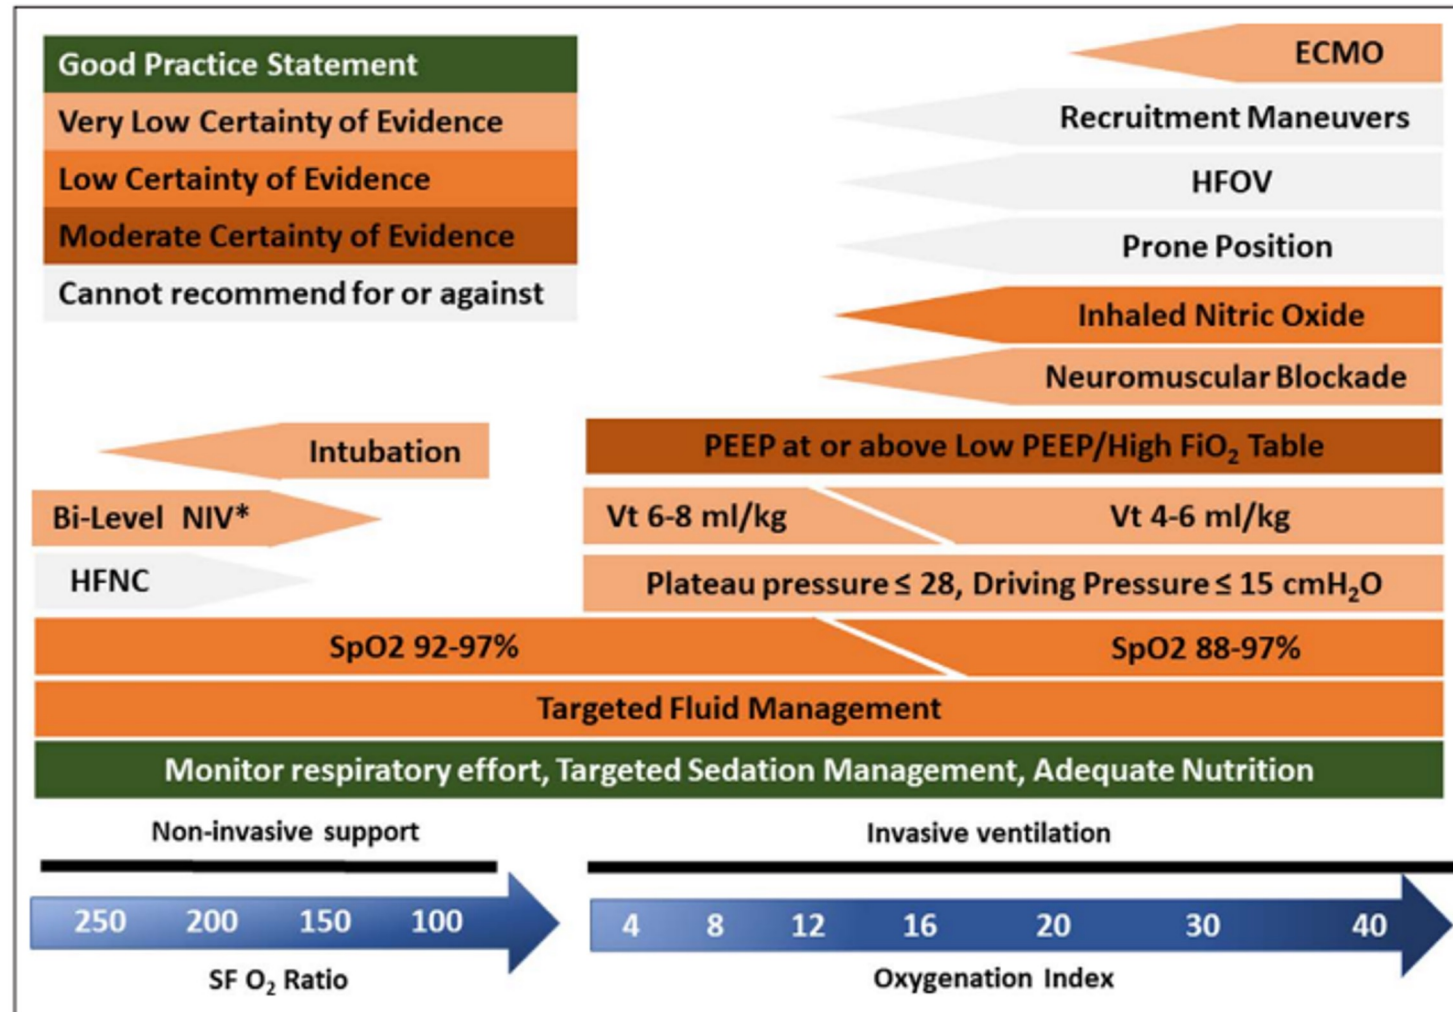 Good Practice Statement
Very Low Certainty of Evidence
Low Certainty of Evidence
Moderate Certainty of Evidence
Cannot recommend for or against
ECMO
Recruitment Maneuvers
HFOV
Prone Position
Inhaled Nitric Oxide
Neuromuscular Blockade
Intubation
PEEP at or above Low PEEP/High FiO₂ Table
Bi-Level NIV*
Vt 6-8 ml/kg
Vt 4-6 ml/kg
HFNC
Plateau pressure ≤ 28, Driving Pressure ≤ 15 cmH₂O
SpO2 92-97%
SpO2 88-97%
Targeted Fluid Management
Monitor respiratory effort, Targeted Sedation Management, Adequate Nutrition
Non-invasive support
Invasive ventilation
250 200 150 100
4 8 12 16 20 30 40
SF O₂ Ratio
Oxygenation Index